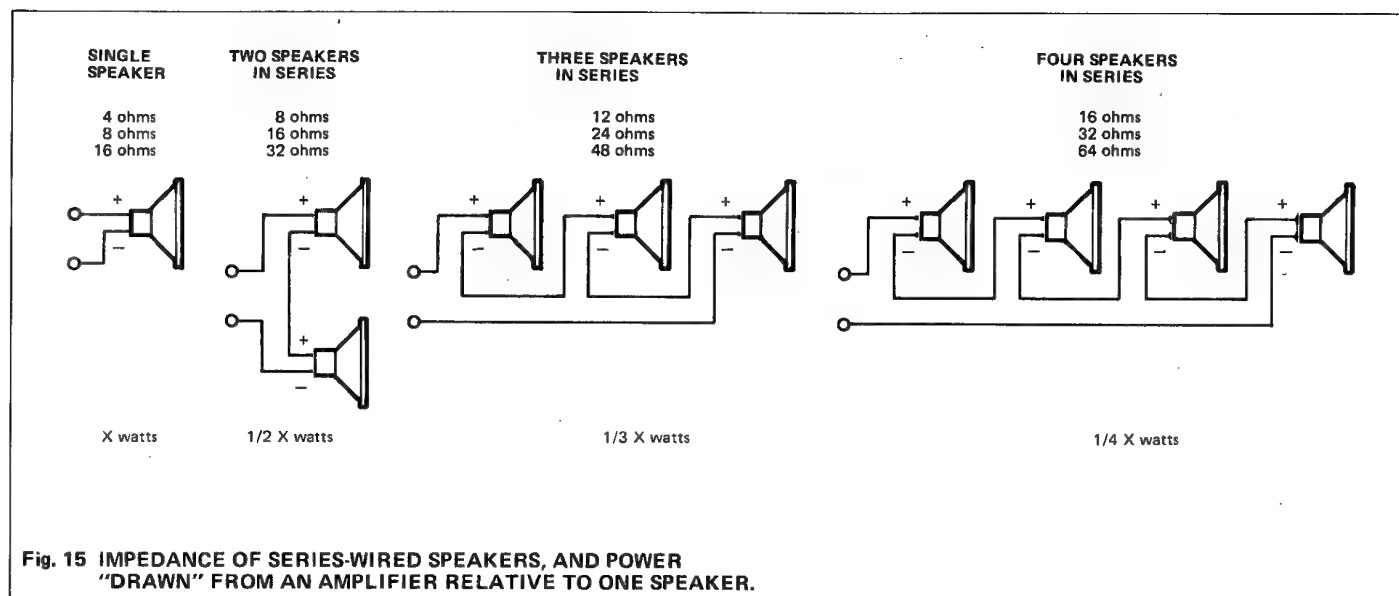 SINGLE
SPEAKER
4 ohms
8 ohms
16 ohms
+
−
X watts
TWO SPEAKERS
IN SERIES
8 ohms
16 ohms
32 ohms
+
−
+
−
1/2 X watts
THREE SPEAKERS
IN SERIES
12 ohms
24 ohms
48 ohms
+
−
+
−
+
−
1/3 X watts
FOUR SPEAKERS
IN SERIES
16 ohms
32 ohms
64 ohms
+
−
+
−
+
−
+
−
1/4 X watts
Fig. 15 IMPEDANCE OF SERIES-WIRED SPEAKERS, AND POWER
"DRAWN" FROM AN AMPLIFIER RELATIVE TO ONE SPEAKER.